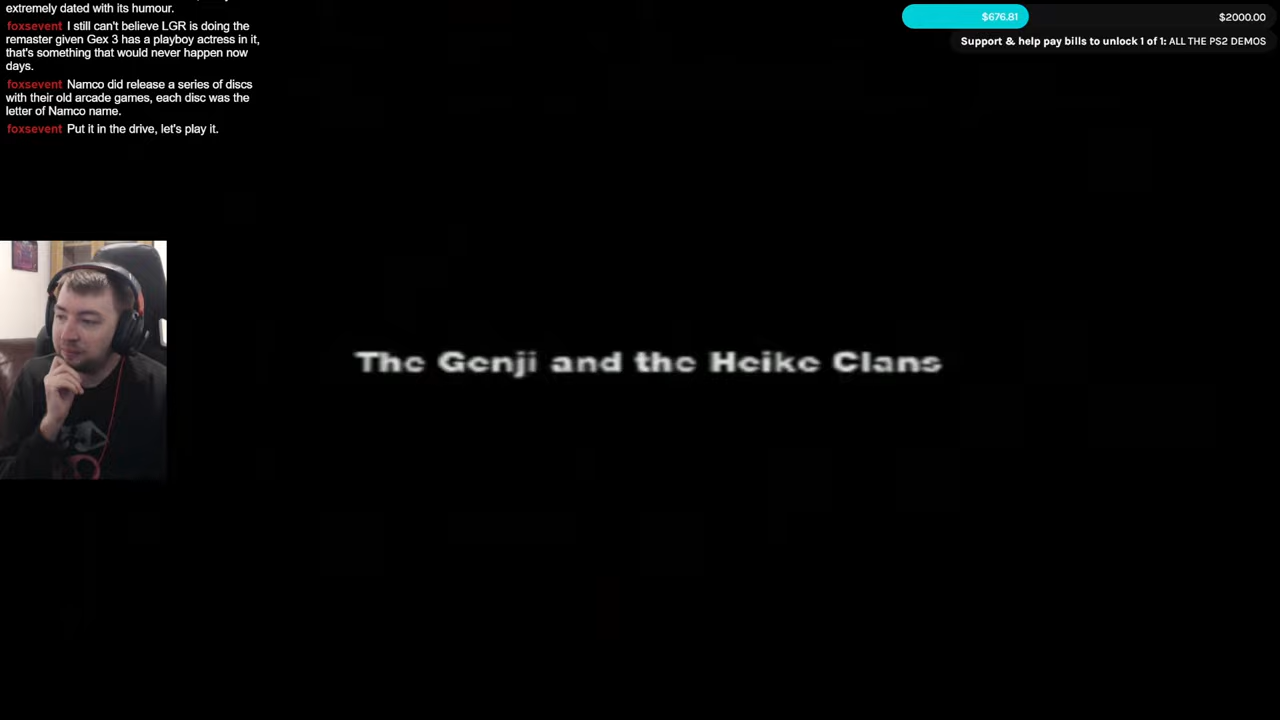 extremely dated with its humour.
foxsevent I still can't believe LGR is doing the
remaster given Gex 3 has a playboy actress in it,
that's something that would never happen now
days.
foxsevent Namco did release a series of discs
with their old arcade games, each disc was the
letter of Namco name.
foxsevent Put it in the drive, let's play it.
$676.81
$2000.00
Support & help pay bills to unlock 1 of 1: ALL THE PS2 DEMOS
The Genji and the Heike Clans